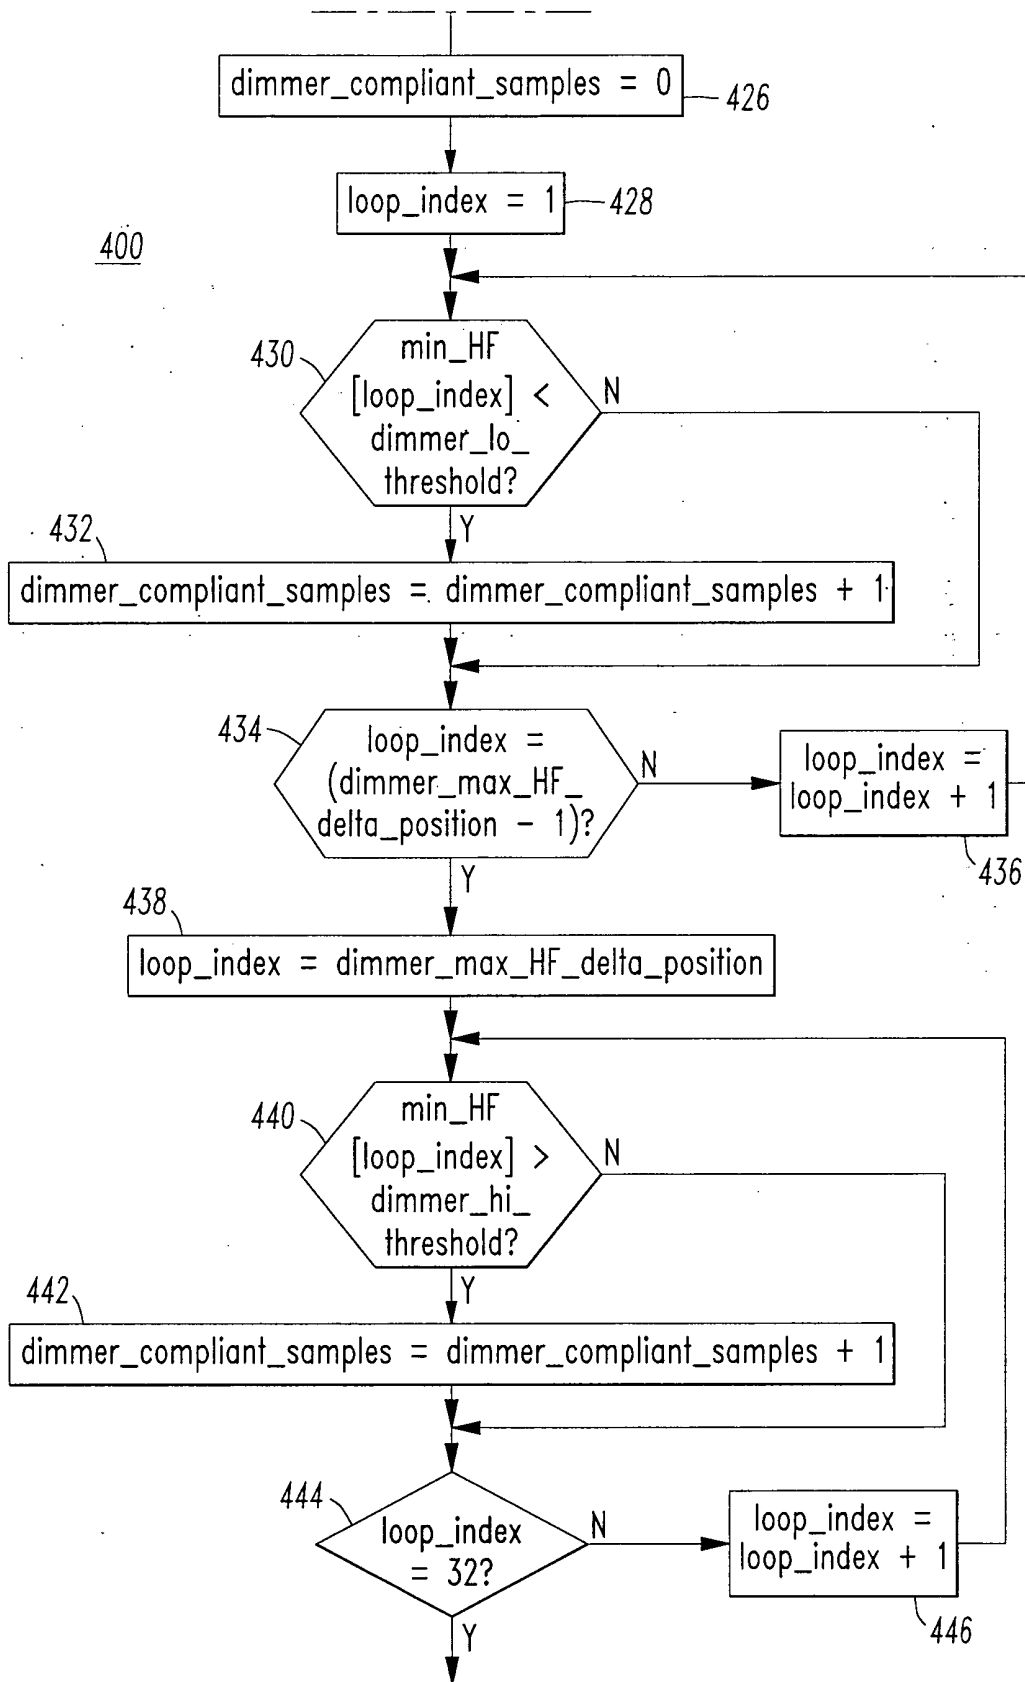 dimmer_compliant_samples = 0
426
loop_index = 1
428
400
430
min_HF
[loop_index] <
dimmer_lo_
threshold?
N
Y
432
dimmer_compliant_samples = dimmer_compliant_samples + 1
434
loop_index =
(dimmer_max_HF_
delta_position - 1)?
N
loop_index =
loop_index + 1
436
Y
438
loop_index = dimmer_max_HF_delta_position
440
min_HF
[loop_index] >
dimmer_hi_
threshold?
N
Y
442
dimmer_compliant_samples = dimmer_compliant_samples + 1
444
loop_index
= 32?
N
loop_index =
loop_index + 1
446
Y